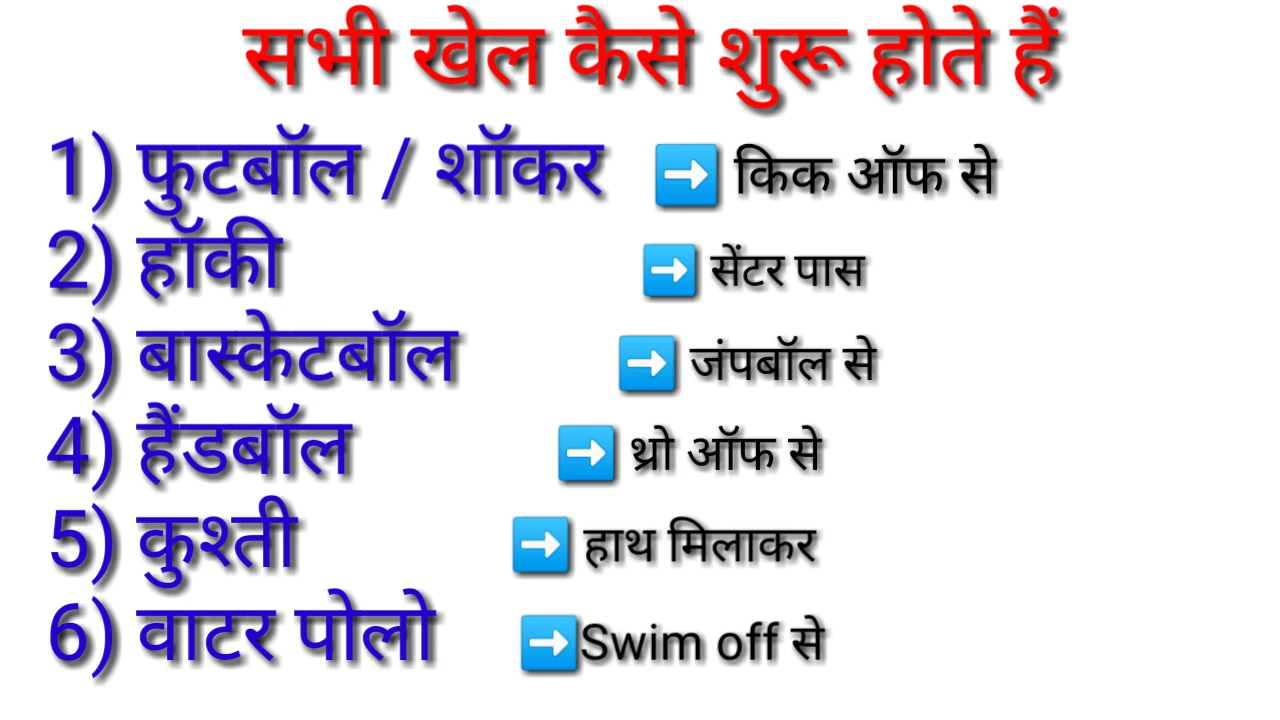 सभी खेल कैसे शुरू होते हैं
1) फुटबॉल / शॉकर ➡ किक ऑफ से
2) हॉकी ➡ सेंटर पास
3) बास्केटबॉल ➡ जंपबॉल से
4) हैंडबॉल ➡ थ्रो ऑफ से
5) कुश्ती ➡ हाथ मिलाकर
6) वाटर पोलो ➡Swim off से